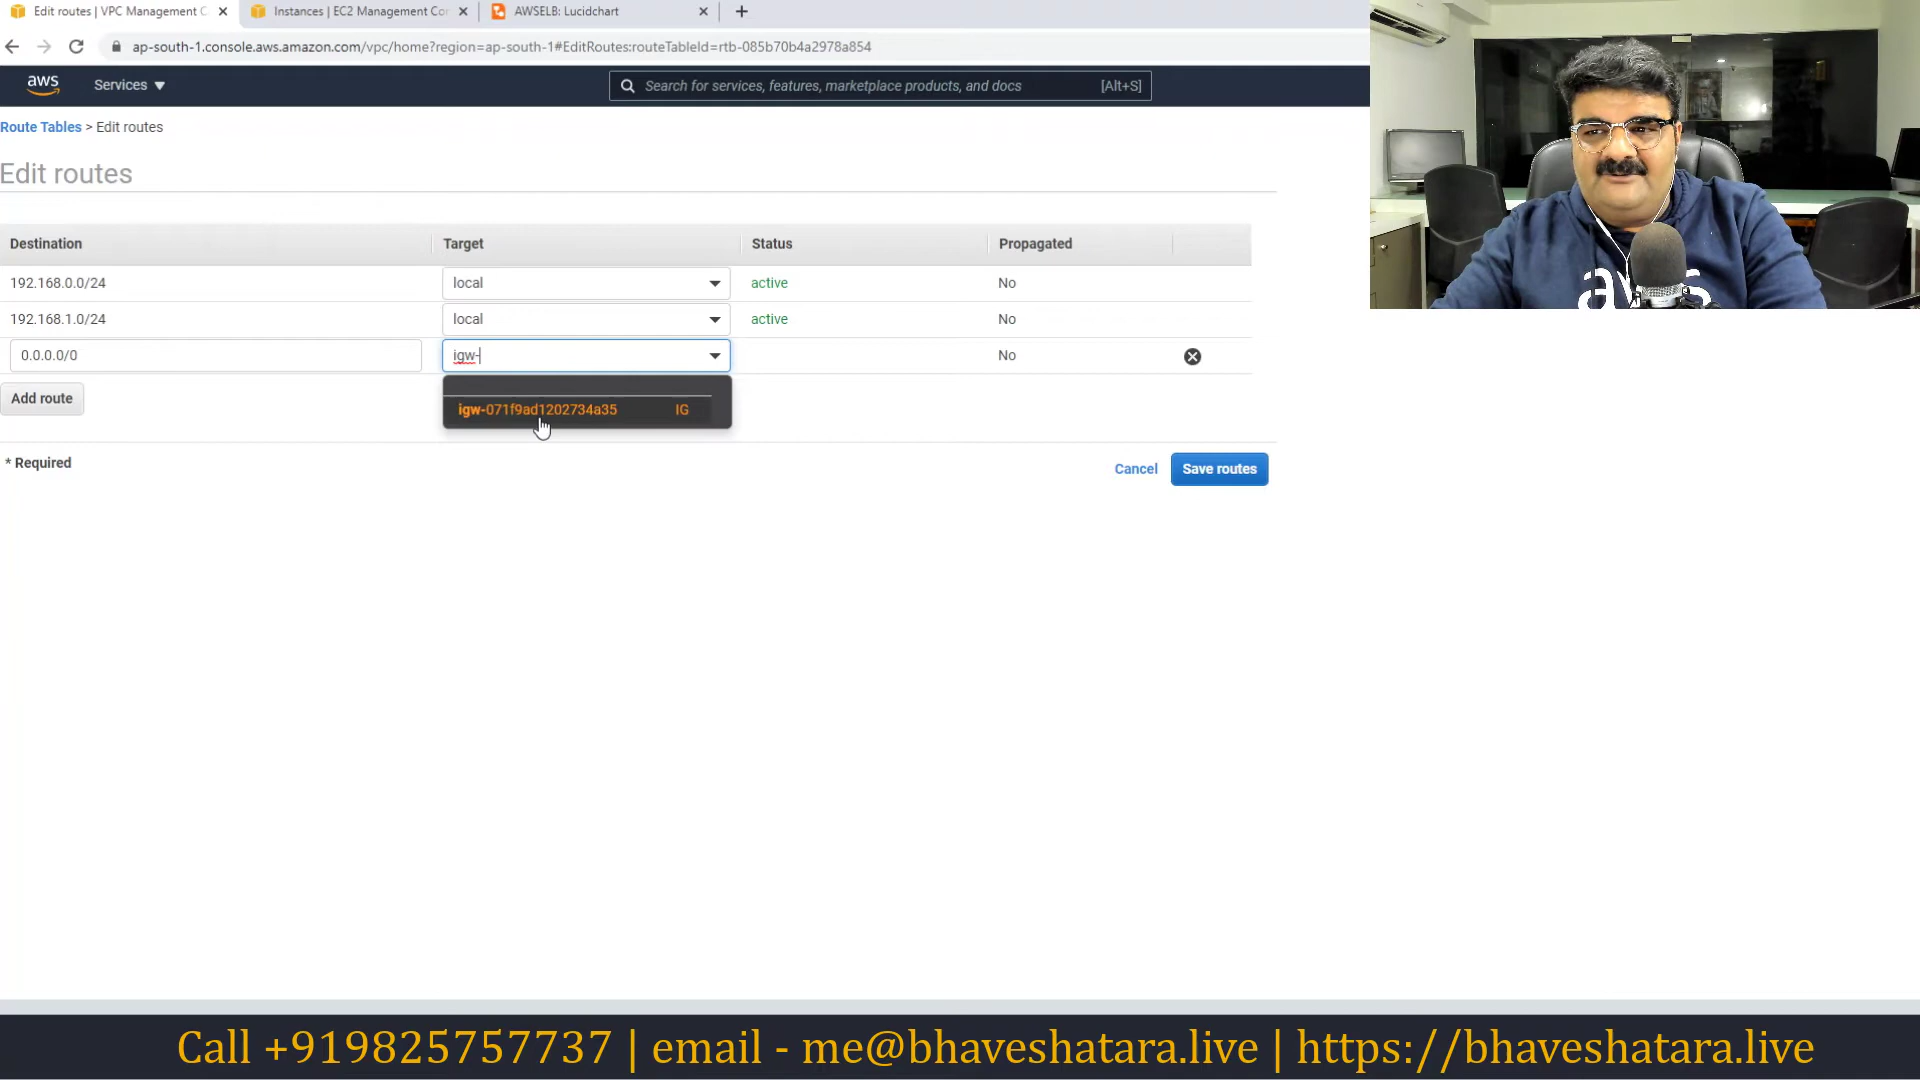 Edit routes | VPC Management C
Instances | EC2 Management Con
AWSELB: Lucidchart
ap-south-1.console.aws.amazon.com/vpc/home?region=ap-south-1#EditRoutes:routeTableId=rtb-085b70b4a2978a854
aws Services Search for services, features, marketplace products, and docs [Alt+S]
Route Tables > Edit routes
Edit routes
Destination Target Status Propagated
192.168.0.0/24 local active No
192.168.1.0/24 local active No
0.0.0.0/0 igw- No
igw-071f9ad1202734a35 IG
Add route
* Required
Cancel Save routes
aws
Call +919825757737 | email - me@bhaveshatara.live | https://bhaveshatara.live